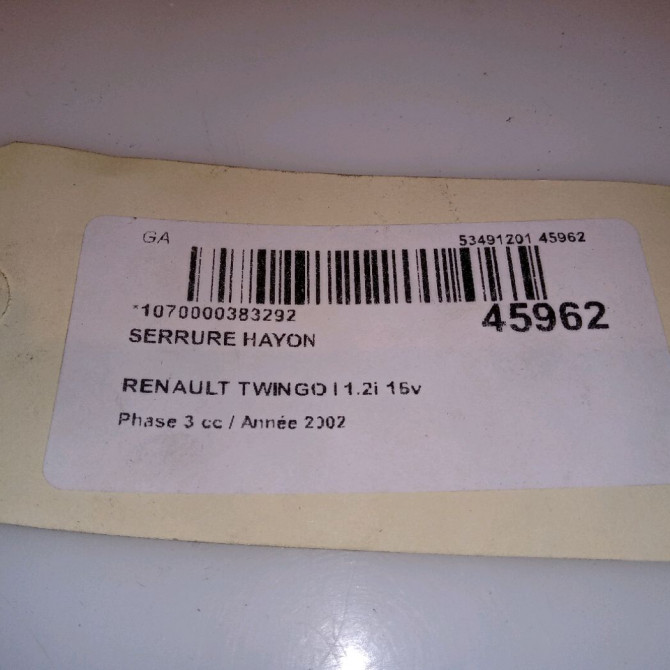 GA
53491201 45962
*1070000383292
45962
SERRURE HAYON
RENAULT TWINGO I 1.2i 16v
Phase 3 cc / Année 2002